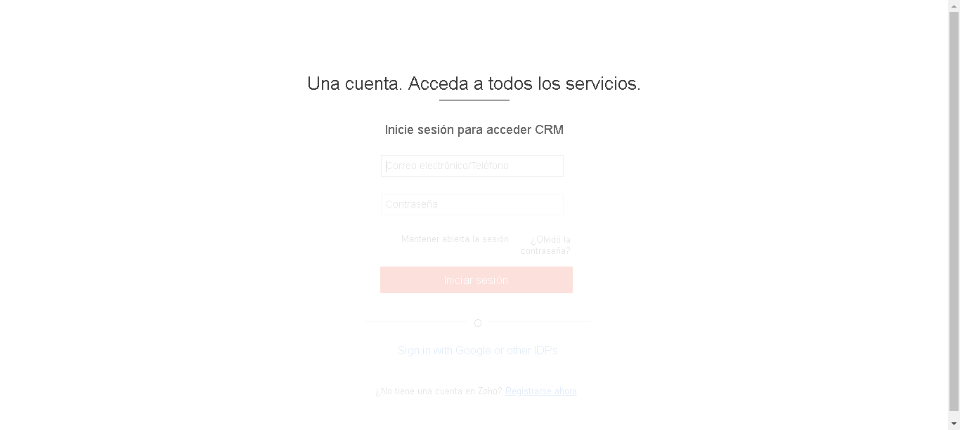 Una cuenta. Acceda a todos los servicios.
Inicie sesión para acceder CRM
Correo electrónico/Teléfono
Contraseña
Mantener abierta la sesión
¿Olvidó la
contraseña?
Iniciar sesión
O
Sign in with Google or other IDPs.
¿No tiene una cuenta en Zoho? Registrarse ahora